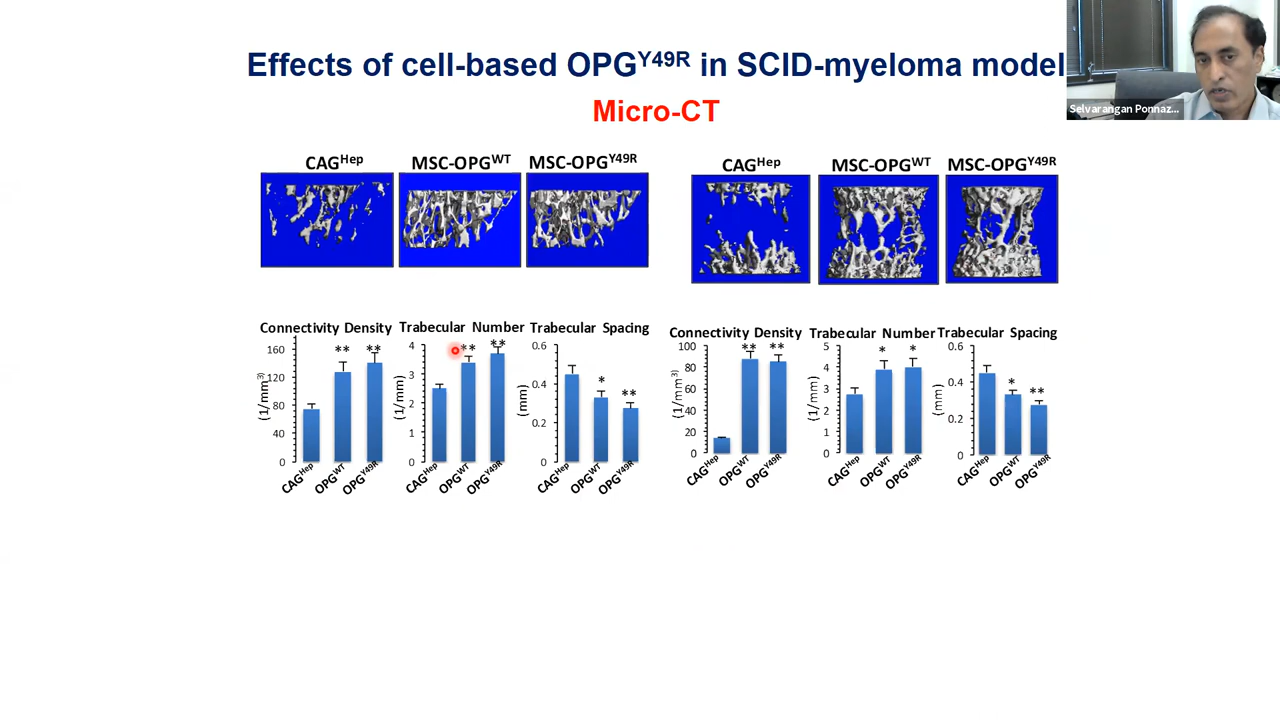 Effects of cell-based OPGY49R in SCID-myeloma model
Micro-CT
Selvarangan Ponnaz...
CAGHep MSC-OPGWT MSC-OPGY49R
CAGHep MSC-OPGWT MSC-OPGY49R
Connectivity Density
(1/mm3)
160
120
80
40
0
** **
CAGHep OPGWT OPGY49R
Trabecular Number
(1/mm)
4
3
2
1
0
** **
CAGHep OPGWT OPGY49R
Trabecular Spacing
(mm)
0.6
0.4
0.2
0
* **
CAGHep OPGWT OPGY49R
Connectivity Density
(1/mm3)
100
80
60
40
20
0
** **
CAGHep OPGWT OPGY49R
Trabecular Number
(1/mm)
5
4
3
2
1
0
* *
CAGHep OPGWT OPGY49R
Trabecular Spacing
(mm)
0.6
0.4
0.2
0
* **
CAGHep OPGWT OPGY49R